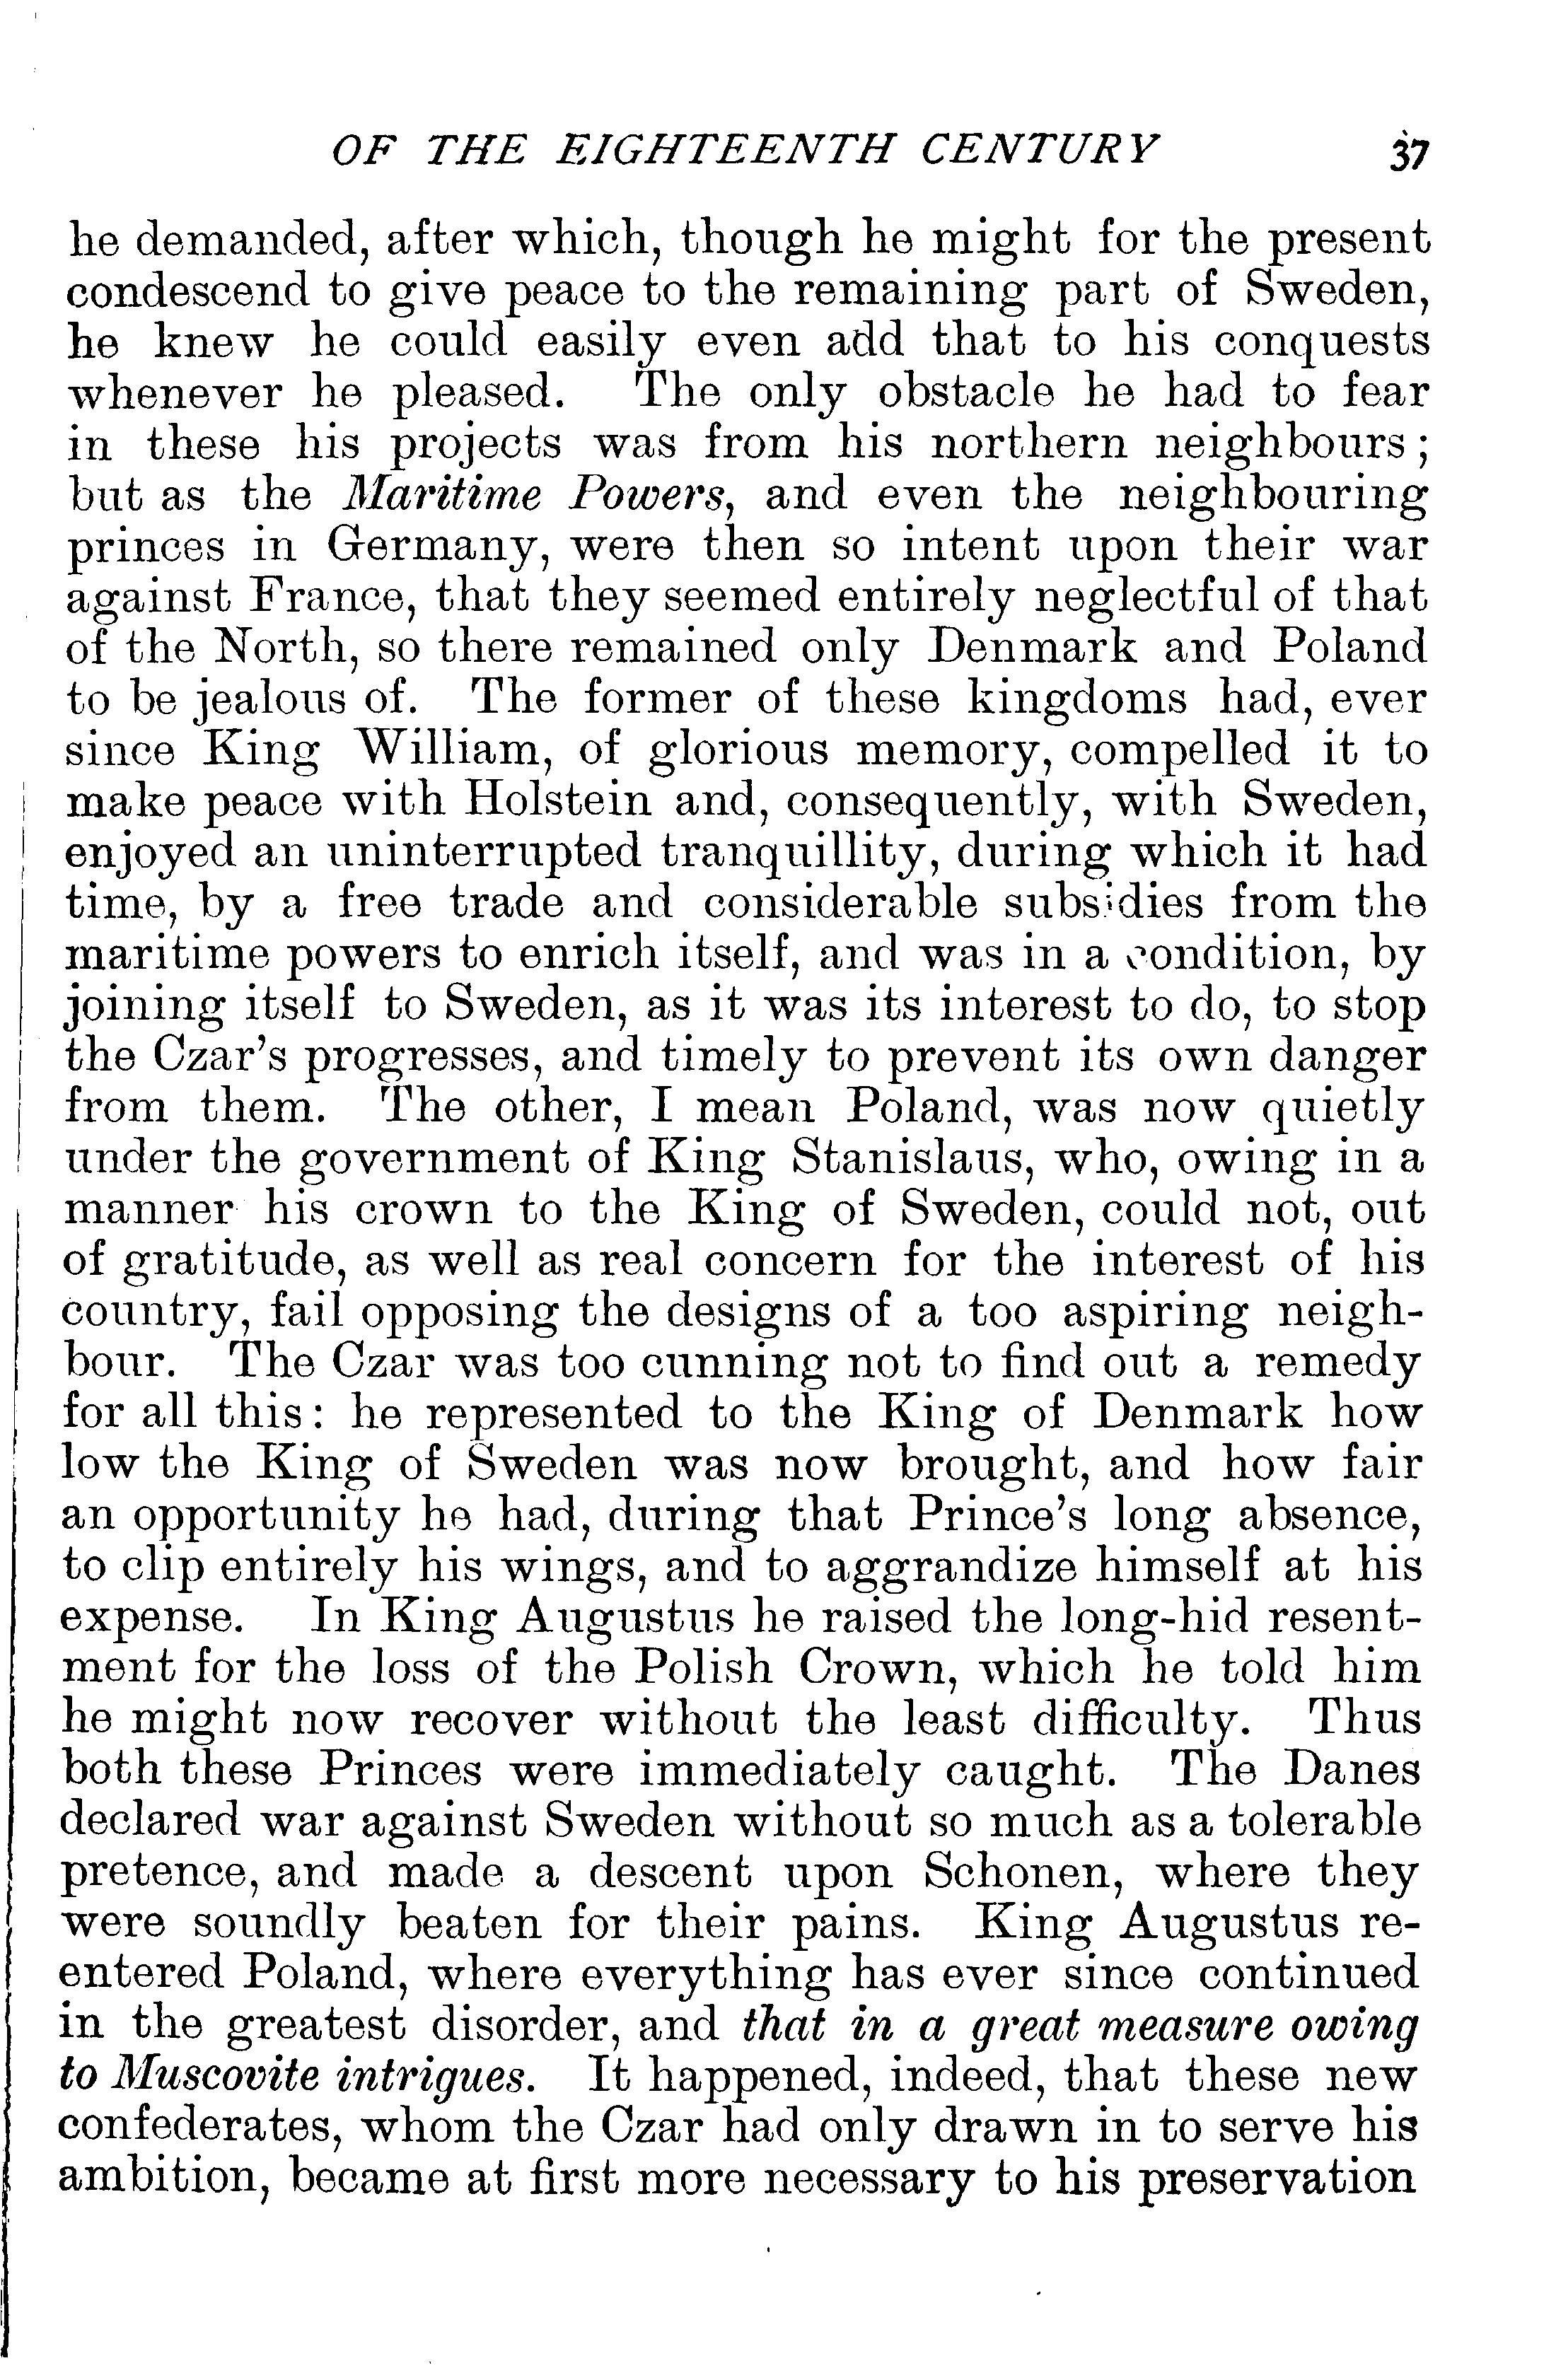 OF THE EIGHTEENTH CENTURY 37
he demanded, after which, though he might for the present
condescend to give peace to the remaining part of Sweden,
he knew he could easily even add that to his conquests
whenever he pleased. The only obstacle he had to fear
in these his projects was from his northern neighbours;
but as the Maritime Powers, and even the neighbouring
princes in Germany, were then so intent upon their war
against France, that they seemed entirely neglectful of that
of the North, so there remained only Denmark and Poland
to be jealous of. The former of these kingdoms had, ever
since King William, of glorious memory, compelled it to
make peace with Holstein and, consequently, with Sweden,
enjoyed an uninterrupted tranquillity, during which it had
time, by a free trade and considerable subsidies from the
maritime powers to enrich itself, and was in a condition, by
joining itself to Sweden, as it was its interest to do, to stop
the Czar's progresses, and timely to prevent its own danger
from them. The other, I mean Poland, was now quietly
under the government of King Stanislaus, who, owing in a
manner his crown to the King of Sweden, could not, out
of gratitude, as well as real concern for the interest of his
country, fail opposing the designs of a too aspiring neigh-
bour. The Czar was too cunning not to find out a remedy
for all this: he represented to the King of Denmark how
low the King of Sweden was now brought, and how fair
an opportunity he had, during that Prince's long absence,
to clip entirely his wings, and to aggrandize himself at his
expense. In King Augustus he raised the long-hid resent-
ment for the loss of the Polish Crown, which he told him
he might now recover without the least difficulty. Thus
both these Princes were immediately caught. The Danes
declared war against Sweden without so much as a tolerable
pretence, and made a descent upon Schonen, where they
were soundly beaten for their pains. King Augustus re-
entered Poland, where everything has ever since continued
in the greatest disorder, and that in a great measure owing
to Muscovite intrigues. It happened, indeed, that these new
confederates, whom the Czar had only drawn in to serve his
ambition, became at first more necessary to his preservation